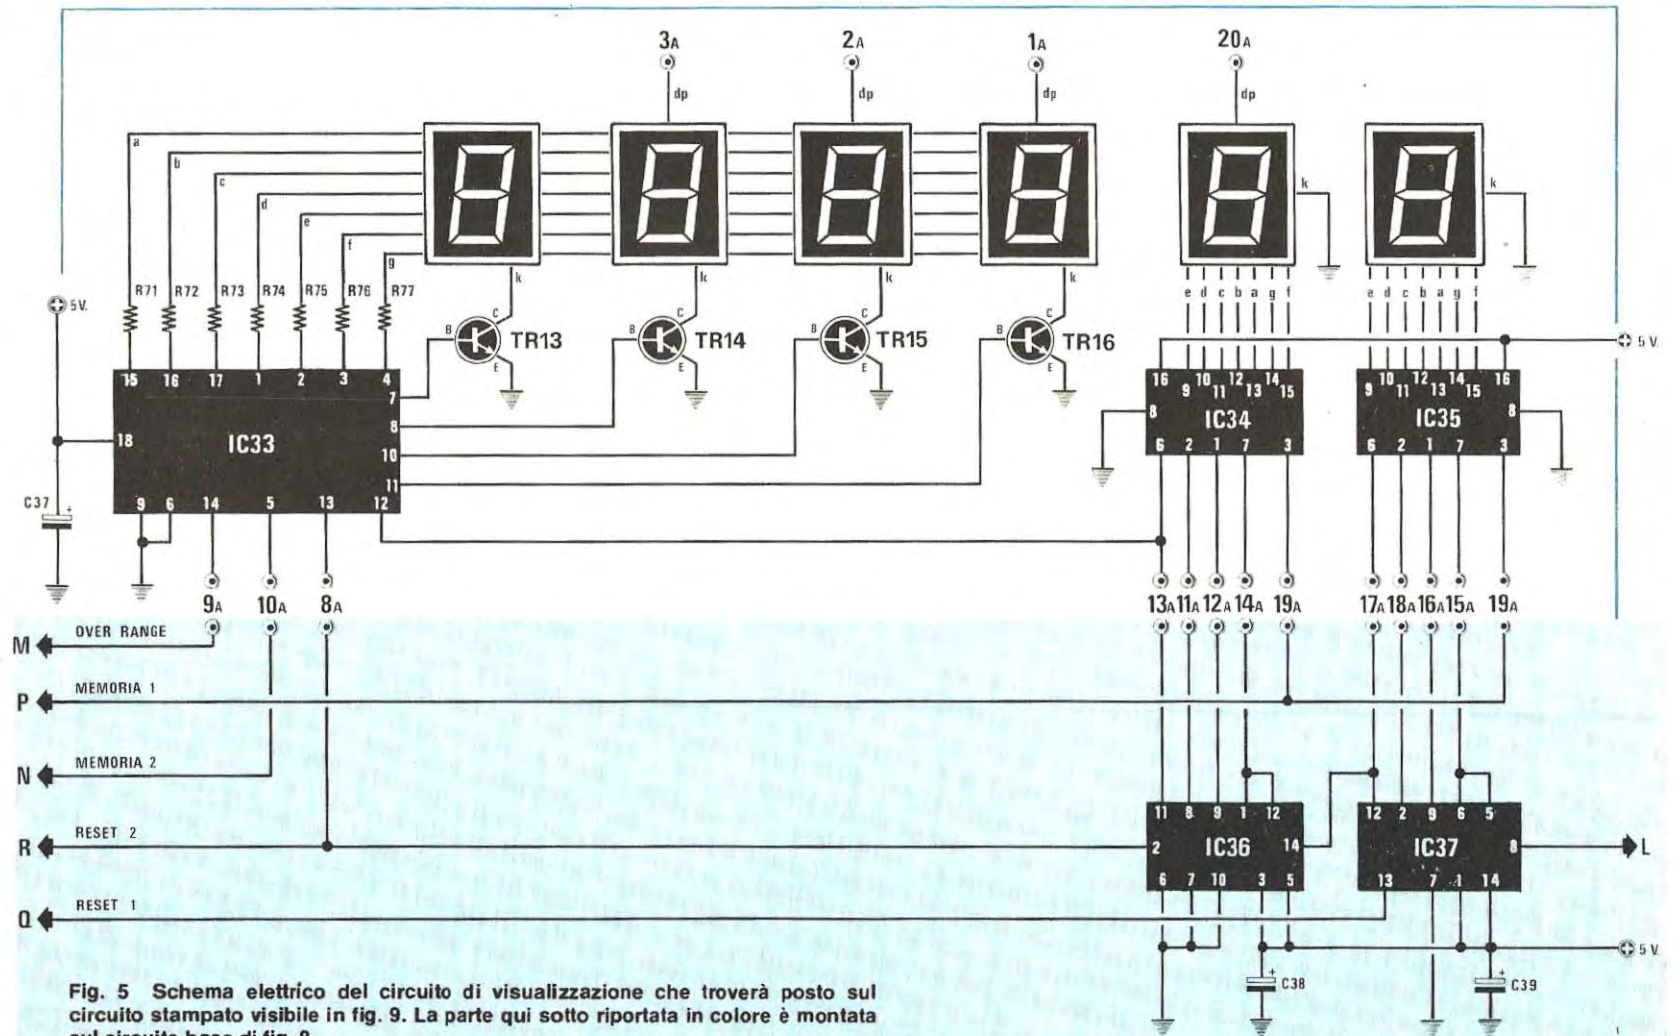 3A 2A 1A 20A
dp dp dp dp
a
b
c
d
e
f
g
k k
k k k k
R71 R72 R73 R74 R75 R76 R77
e d c b a g f e d c b a g f
5 V.
C C C C
B TR13 B TR14 B TR15 B TR16
E E E E
5 V.
15 16 17 1 2 3 4
7
8
10
11
18 IC33
9 6 14 5 13 12
16 9 10 11 12 13 14 15
8 IC34
6 2 1 7 3
9 10 11 12 13 14 15 16
IC35 8
6 2 1 7 3
C37 +
9A 10A 8A 13A 11A 12A 14A 19A 17A 18A 16A 15A 19A
M OVER RANGE
P MEMORIA 1
N MEMORIA 2
R RESET 2
Q RESET 1
11 8 9 1 12
2 IC36 14
6 7 10 3 5
12 2 9 6 5
IC37 8 L
13 7 1 14
5 V.
+ C38 + C39
Fig. 5 Schema elettrico del circuito di visualizzazione che troverà posto sul
circuito stampato visibile in fig. 9. La parte qui sotto riportata in colore è montata